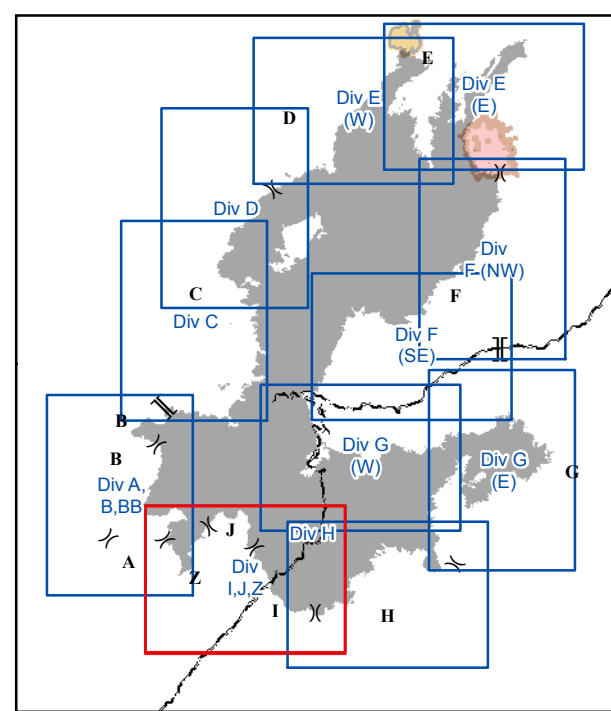 E
Div E
(W)
Div E
(E)
D
Div D
Div
F (NW)
C
F
Div C
Div F
(SE)
B
B
Div G
(W)
Div G
(E)
G
Div A,
B,BB
J
Div H
A
Z
Div
I,J,Z
I
H